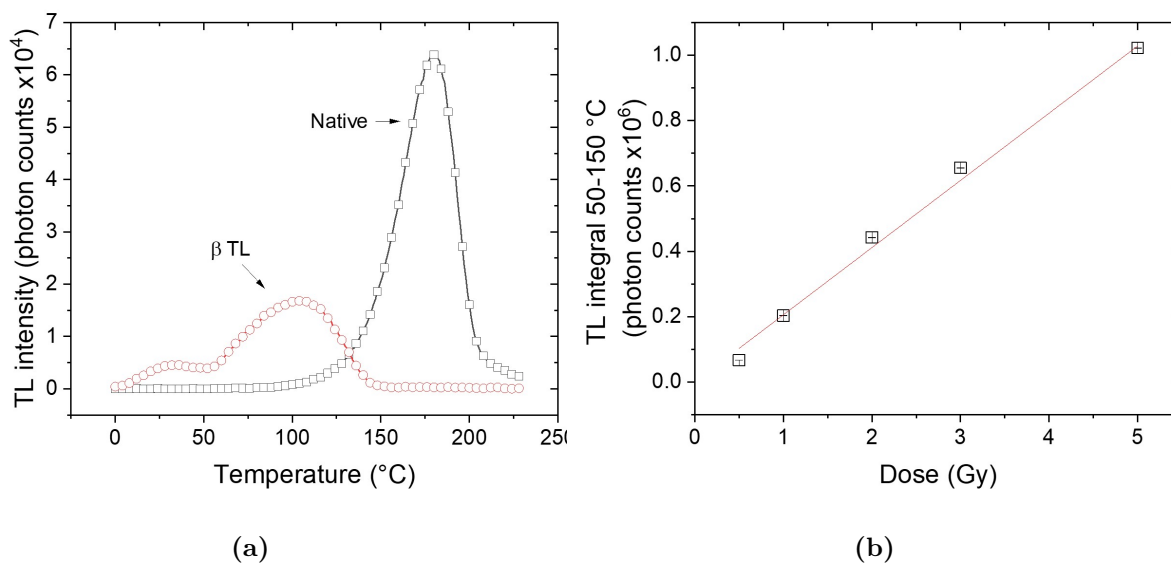 TL intensity (photon counts x10⁴)
7
6
5
4
3
2
1
0
Native
β TL
0
50
100
150
200
250
Temperature (°C)
(a)
TL integral 50-150 °C
(photon counts x10⁶)
1.0
0.8
0.6
0.4
0.2
0.0
0
1
2
3
4
5
Dose (Gy)
(b)